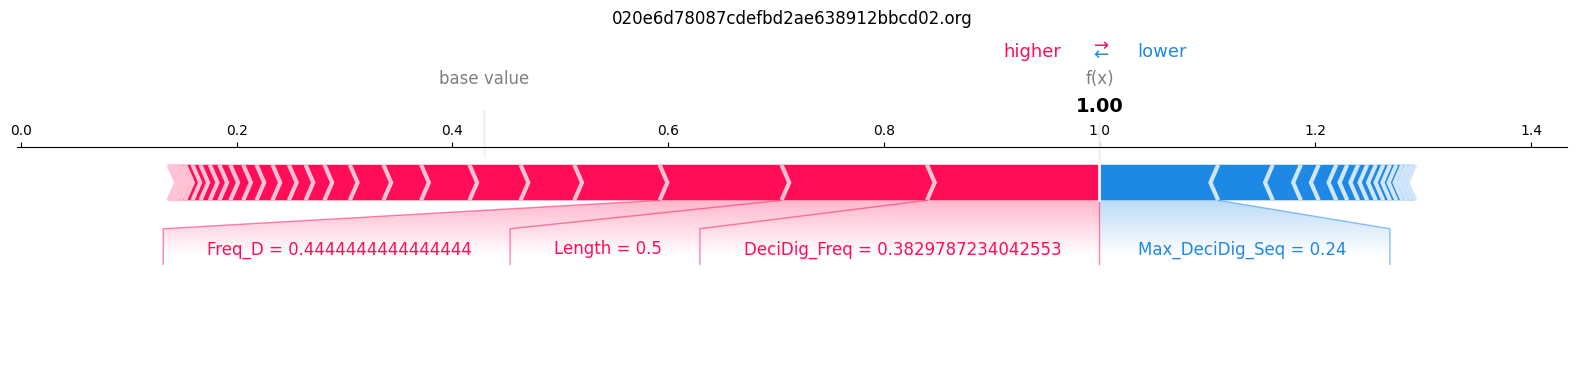 020e6d78087cdefbd2ae638912bbcd02.org
higher ⇄ lower
base value f(x)
1.00
0.0 0.2 0.4 0.6 0.8 1.0 1.2 1.4
Freq_D = 0.4444444444444444 Length = 0.5 DeciDig_Freq = 0.3829787234042553 Max_DeciDig_Seq = 0.24